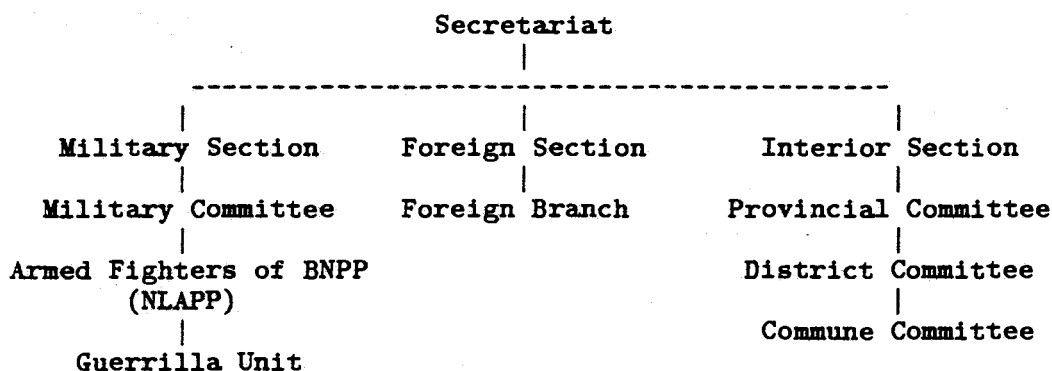 Secretariat
Military Section Foreign Section Interior Section
Military Committee Foreign Branch Provincial Committee
Armed Fighters of BNPP District Committee
(NLAPP)
Commune Committee
Guerrilla Unit